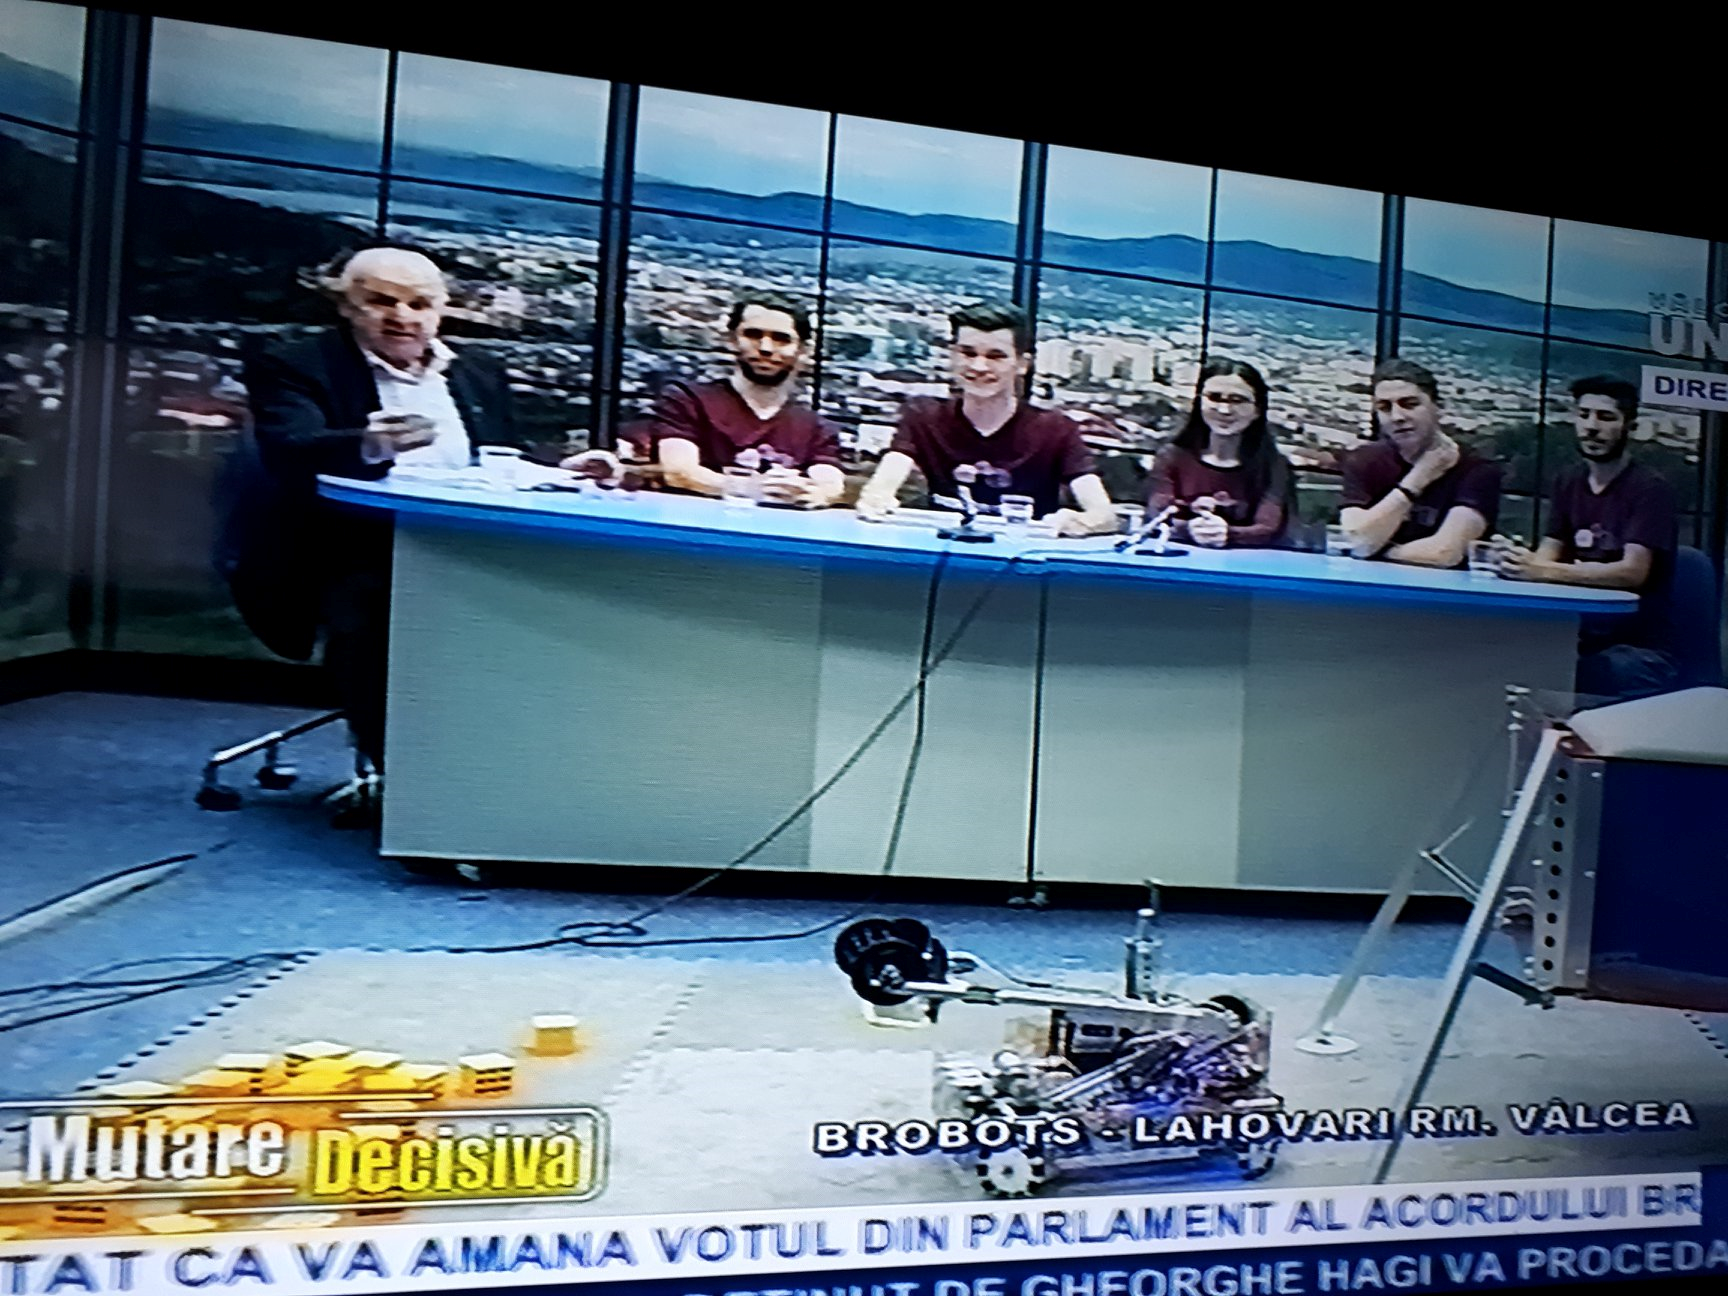 UN
DIRE
Mutare Decisivă
BROBOTS - LAHOVARI RM. VÂLCEA
TAT CA VA AMANA VOTUL DIN PARLAMENT AL ACORDULUI BR
DE GHEORGHE HAGI VA PROCEDA